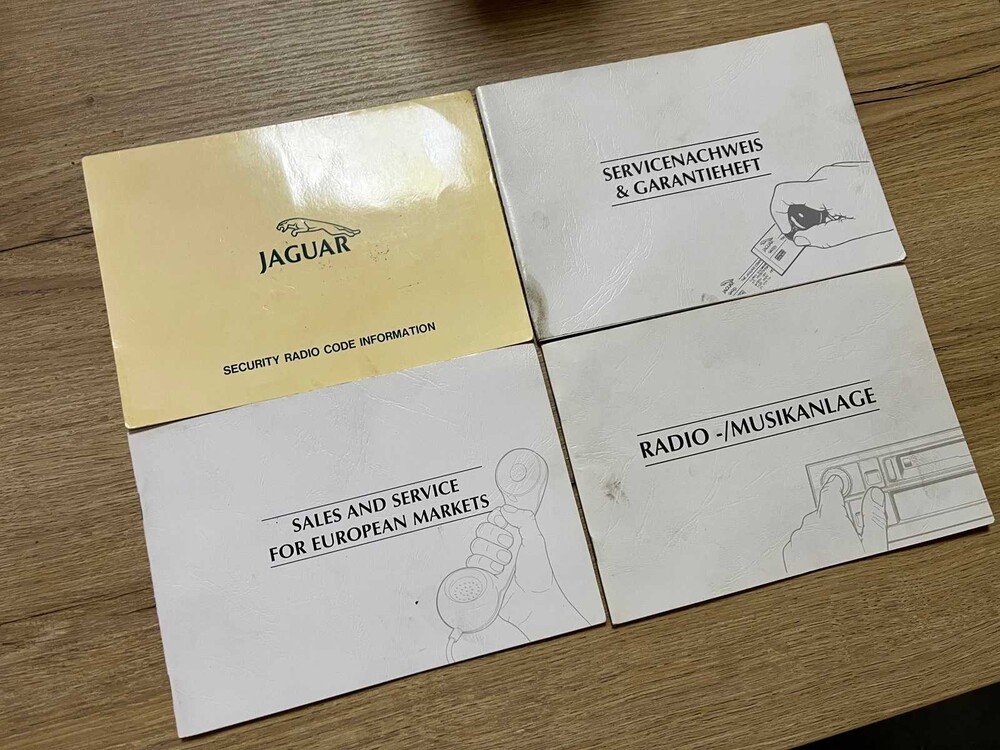 JAGUAR
SECURITY RADIO CODE INFORMATION
SERVICENACHWEIS
& GARANTIEHEFT
SALES AND SERVICE
FOR EUROPEAN MARKETS
RADIO -/MUSIKANLAGE